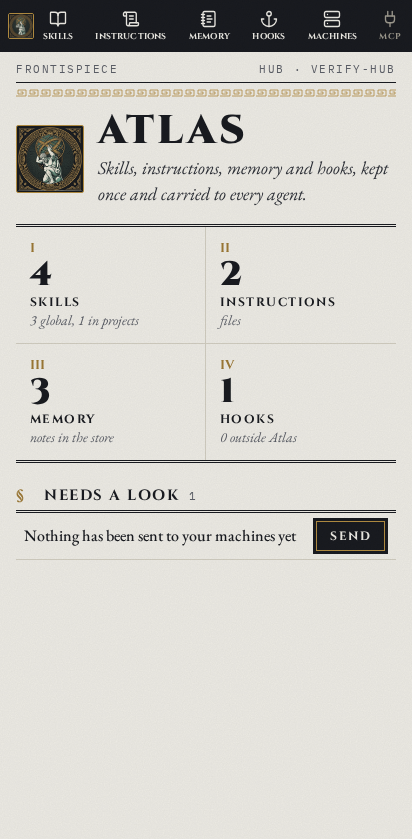 SKILLS INSTRUCTIONS MEMORY HOOKS MACHINES MCP
FRONTISPIECE HUB · VERIFY-HUB
ATLAS
Skills, instructions, memory and hooks, kept
once and carried to every agent.
I
4
SKILLS
3 global, 1 in projects
II
2
INSTRUCTIONS
files
III
3
MEMORY
notes in the store
IV
1
HOOKS
0 outside Atlas
§ NEEDS A LOOK 1
Nothing has been sent to your machines yet SEND